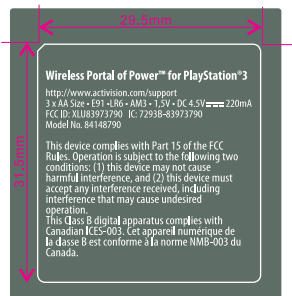 29.5mm
31.5mm
Wireless Portal of Power™ for PlayStation®3
http://www.activision.com/support
3 x AA Size • E91 •LR6 • AM3 • 1,5V • DC 4.5V⎓220mA
FCC ID: XLU83973790 IC: 7293B-83973790
Model No. 84148790
This device complies with Part 15 of the FCC
Rules. Operation is subject to the following two
conditions: (1) this device may not cause
harmful interference, and (2) this device must
accept any interference received, including
interference that may cause undesired
operation.
This Class B digital apparatus complies with
Canadian ICES-003. Cet appareil numérique de
la classe B est conforme à la norme NMB-003 du
Canada.